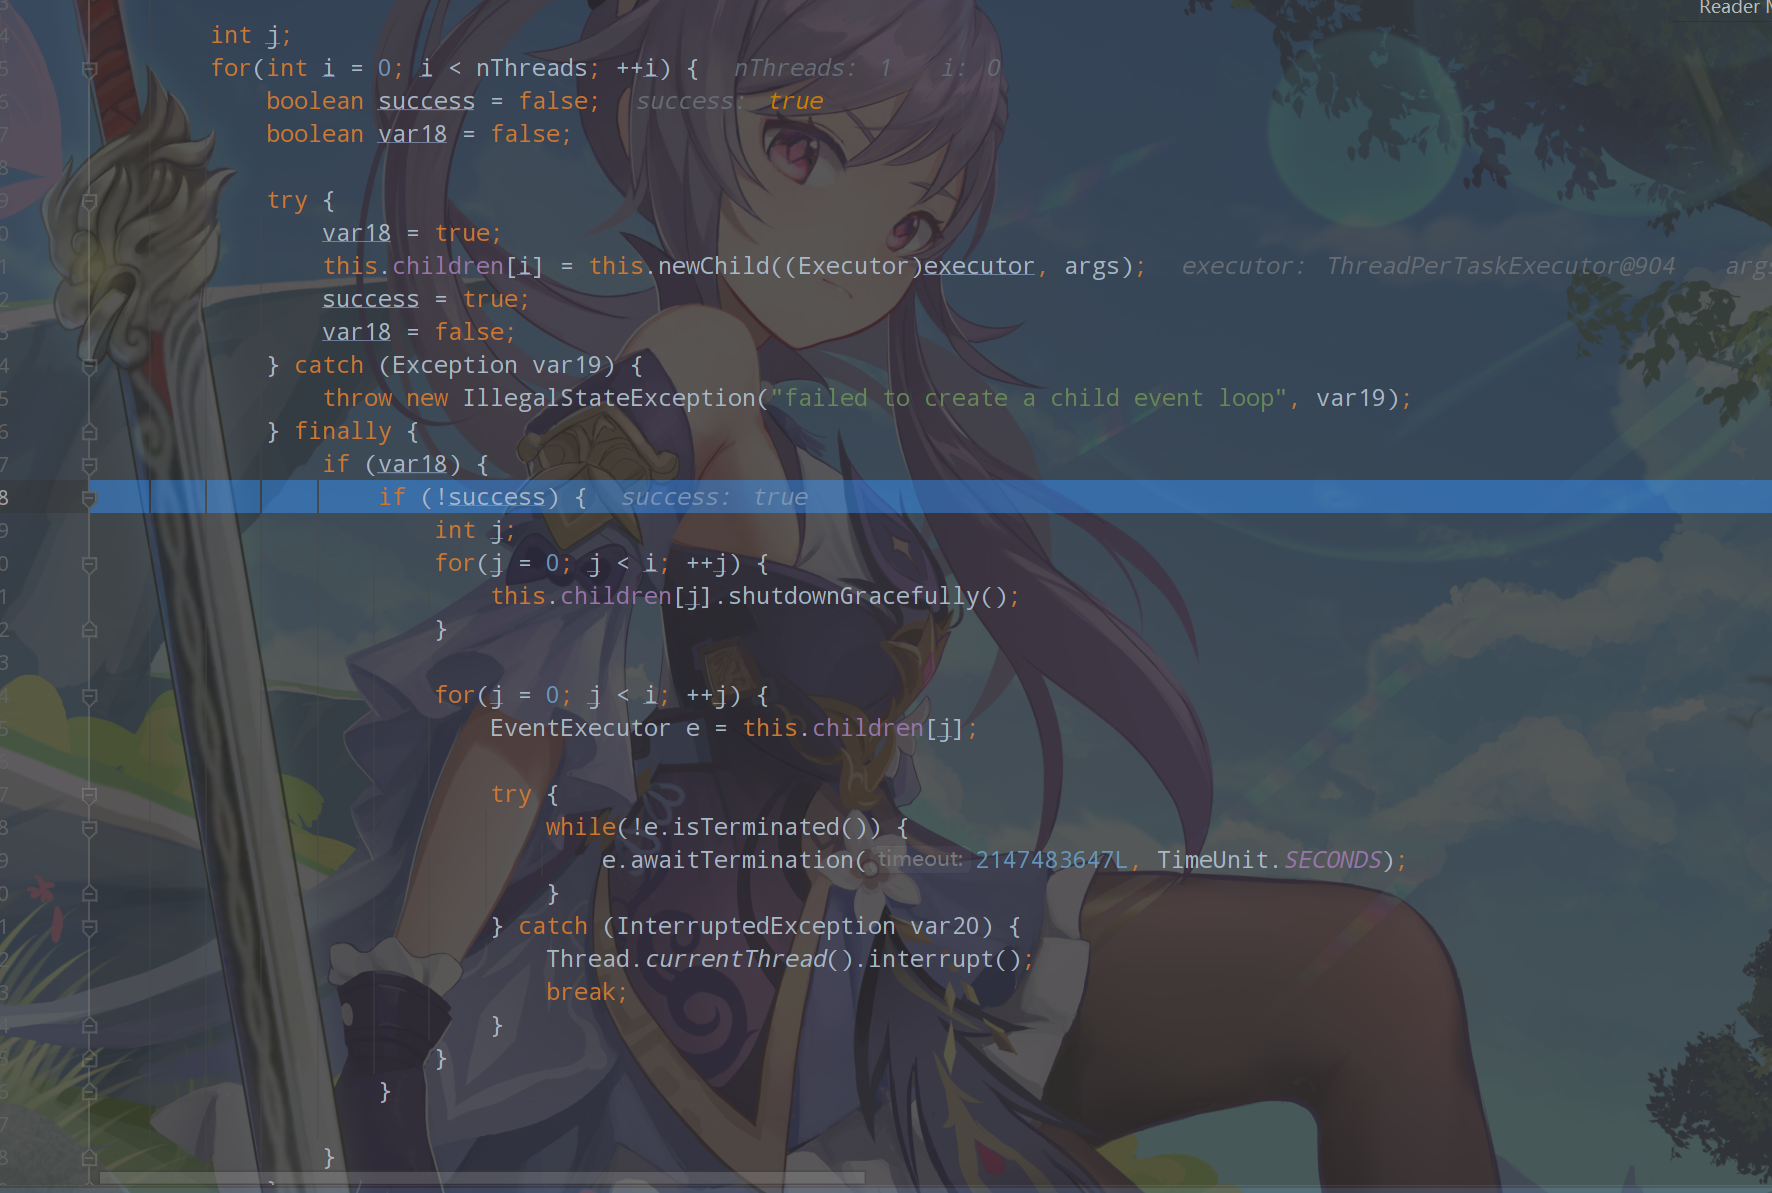 Reader
int j;
for(int i = 0; i < nThreads; ++i) { nThreads: 1 i: 0
boolean success = false; success: true
boolean var18 = false;
try {
var18 = true;
this.children[i] = this.newChild((Executor)executor, args); executor: ThreadPerTaskExecutor@904
success = true;
var18 = false;
} catch (Exception var19) {
throw new IllegalStateException("failed to create a child event loop", var19);
} finally {
if (var18) {
if (!success) { success: true
int j;
for(j = 0; j < i; ++j) {
this.children[j].shutdownGracefully();
}
for(j = 0; j < i; ++j) {
EventExecutor e = this.children[j];
try {
while(!e.isTerminated()) {
e.awaitTermination( timeout: 2147483647L, TimeUnit.SECONDS);
}
} catch (InterruptedException var20) {
Thread.currentThread().interrupt();
break;
}
}
}
}